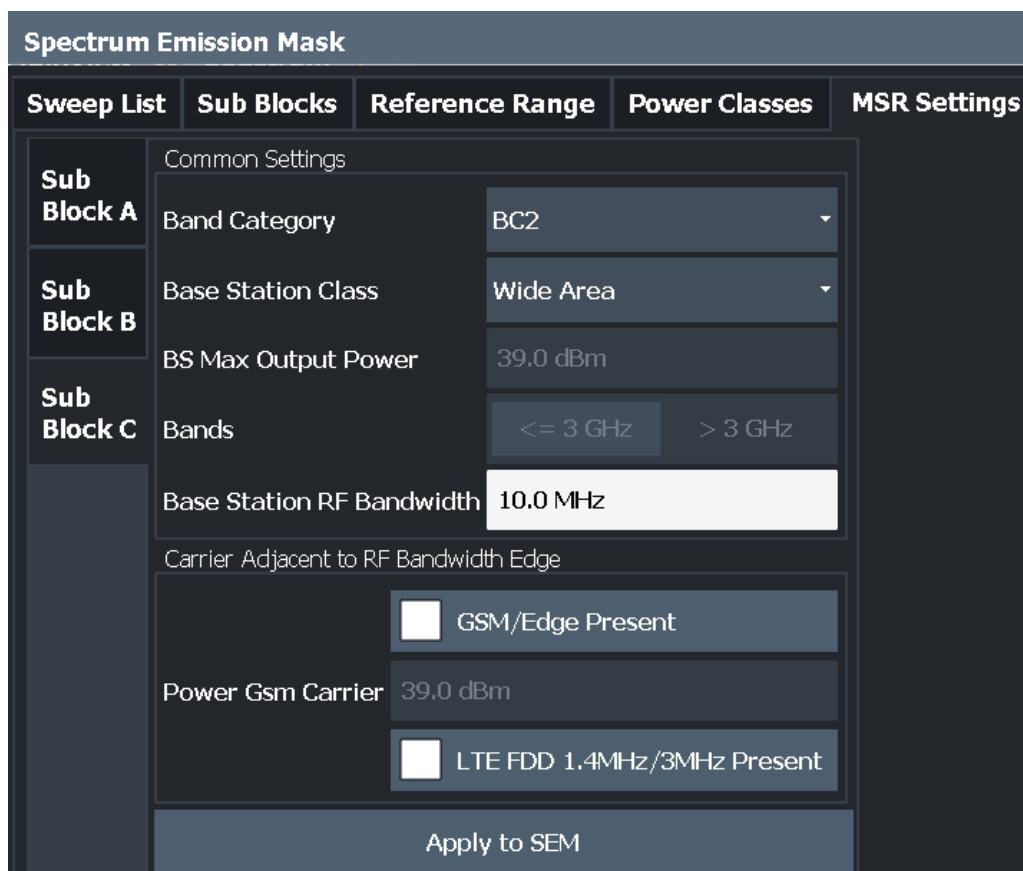 Spectrum Emission Mask
Sweep List Sub Blocks Reference Range Power Classes MSR Settings
Sub
Block A
Sub
Block B
Sub
Block C
Common Settings
Band Category BC2
Base Station Class Wide Area
BS Max Output Power 39.0 dBm
Bands <= 3 GHz > 3 GHz
Base Station RF Bandwidth 10.0 MHz
Carrier Adjacent to RF Bandwidth Edge
GSM/Edge Present
Power Gsm Carrier 39.0 dBm
LTE FDD 1.4MHz/3MHz Present
Apply to SEM